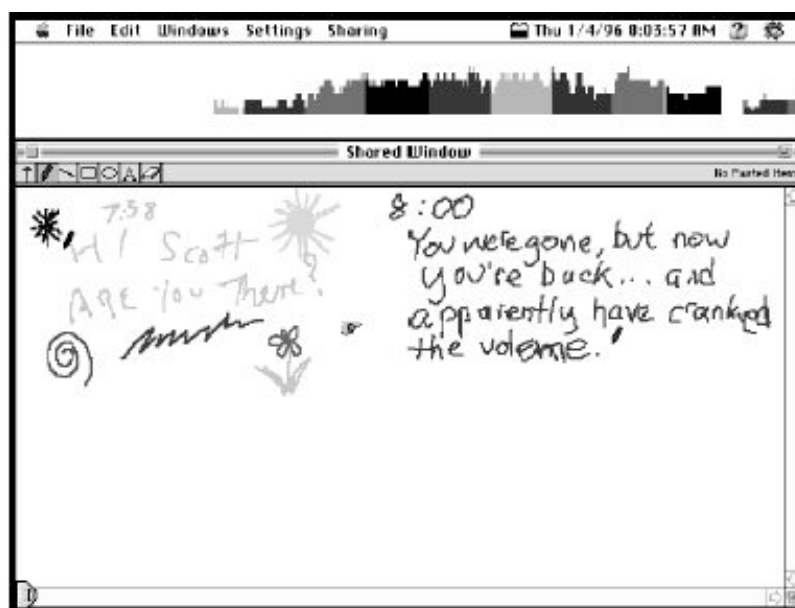 File Edit Windows Settings Sharing Thu 1/4/96 8:03:57 AM
Shared Window
A No Pasted Item
7:58
HI Scott
Are You There?
8:00
You were gone, but now
you're back... and
apparently have cranked
the volome.